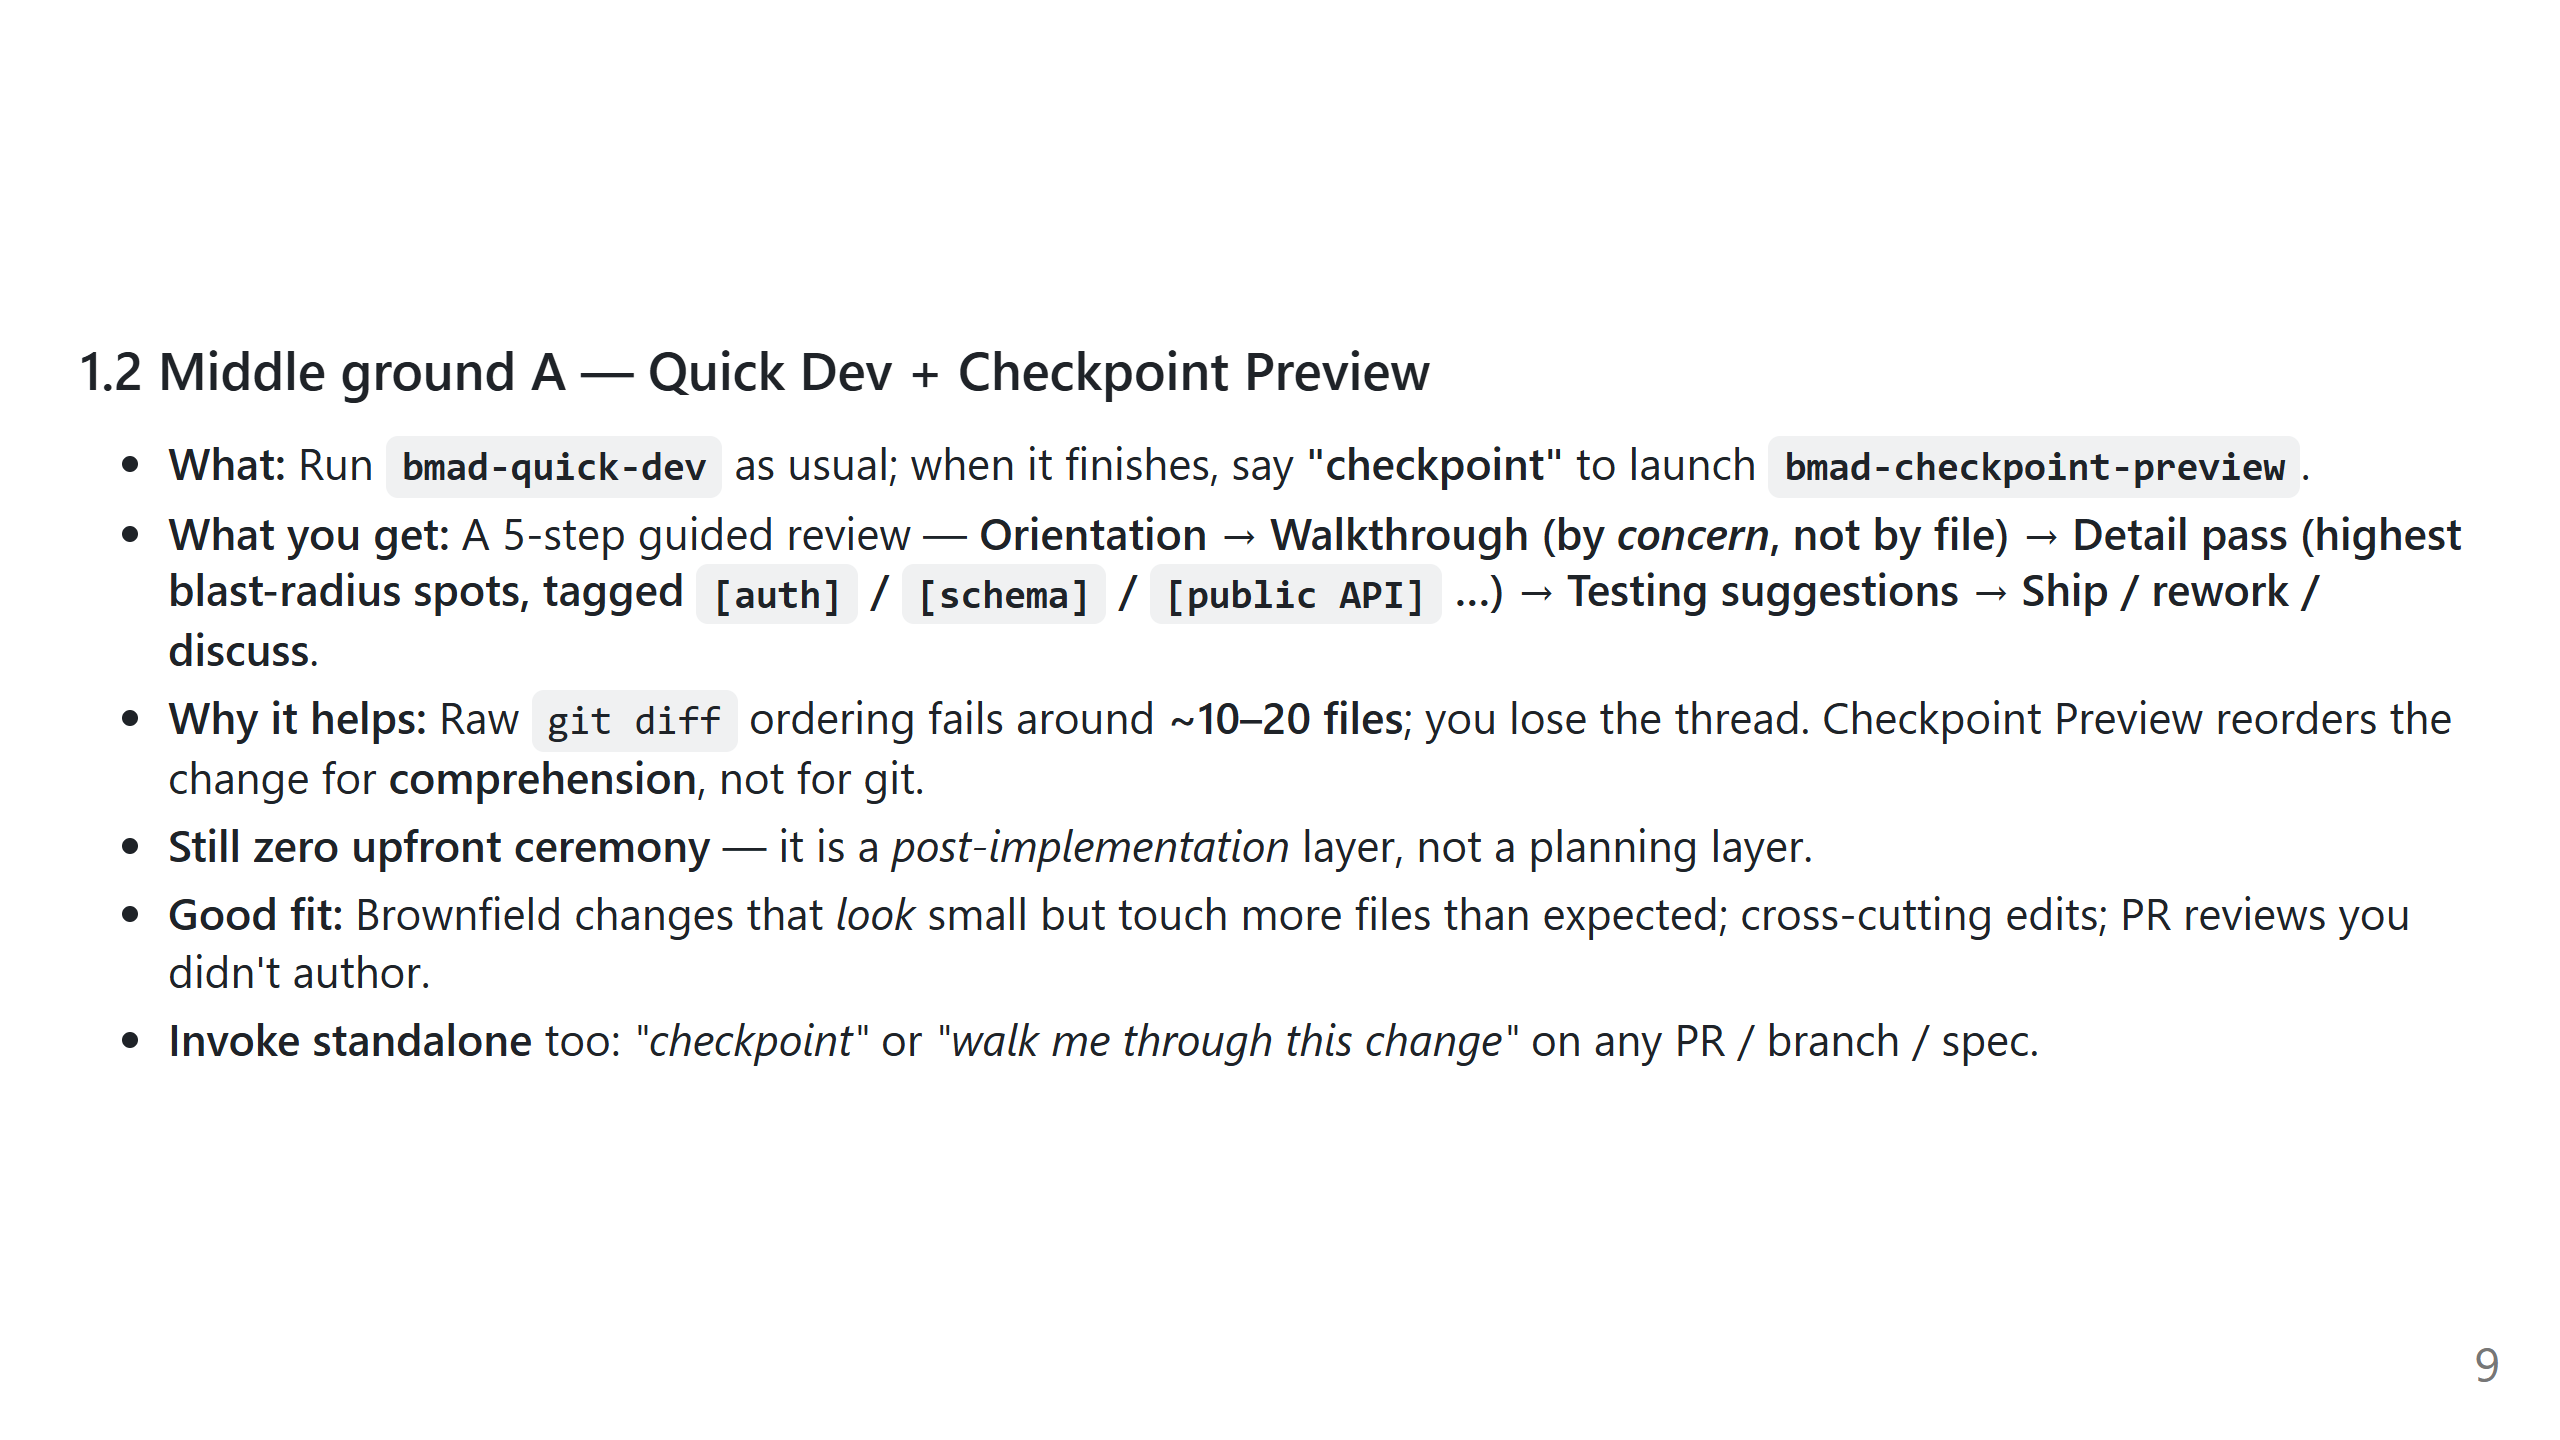 1.2 Middle ground A — Quick Dev + Checkpoint Preview
• What: Run bmad-quick-dev as usual; when it finishes, say "checkpoint" to launch bmad-checkpoint-preview.
• What you get: A 5-step guided review — Orientation → Walkthrough (by concern, not by file) → Detail pass (highest
blast-radius spots, tagged [auth] / [schema] / [public API] …) → Testing suggestions → Ship / rework /
discuss.
• Why it helps: Raw git diff ordering fails around ~10–20 files; you lose the thread. Checkpoint Preview reorders the
change for comprehension, not for git.
• Still zero upfront ceremony — it is a post-implementation layer, not a planning layer.
• Good fit: Brownfield changes that look small but touch more files than expected; cross-cutting edits; PR reviews you
didn't author.
• Invoke standalone too: "checkpoint" or "walk me through this change" on any PR / branch / spec.
9